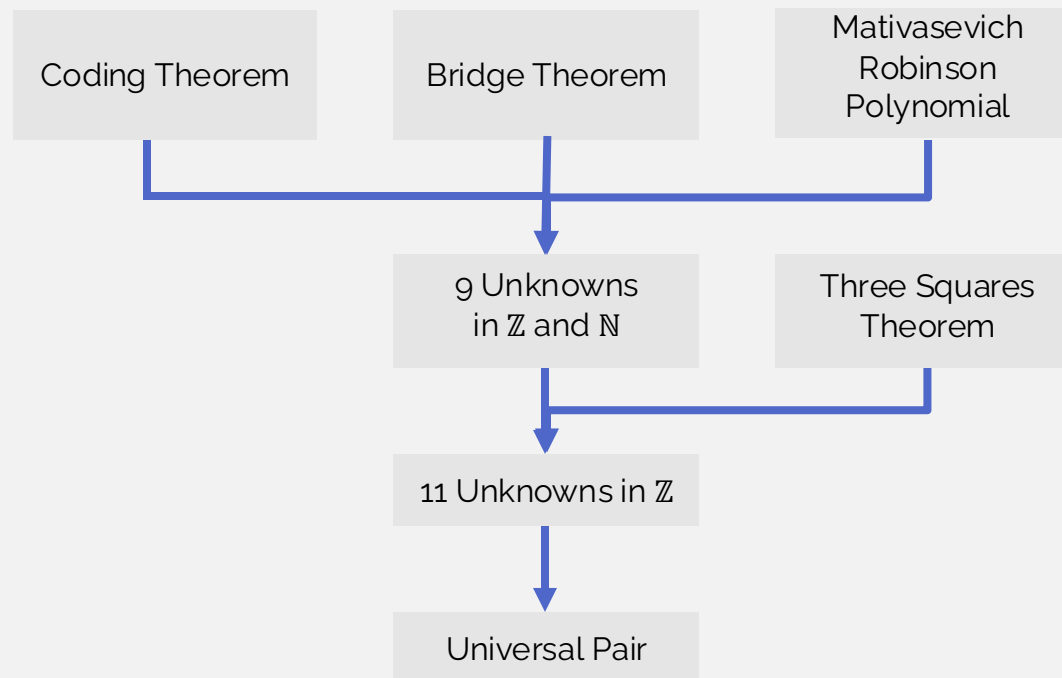 Coding Theorem
Bridge Theorem
Mativasevich
Robinson
Polynomial
9 Unknowns
in ℤ and ℕ
Three Squares
Theorem
11 Unknowns in ℤ
Universal Pair